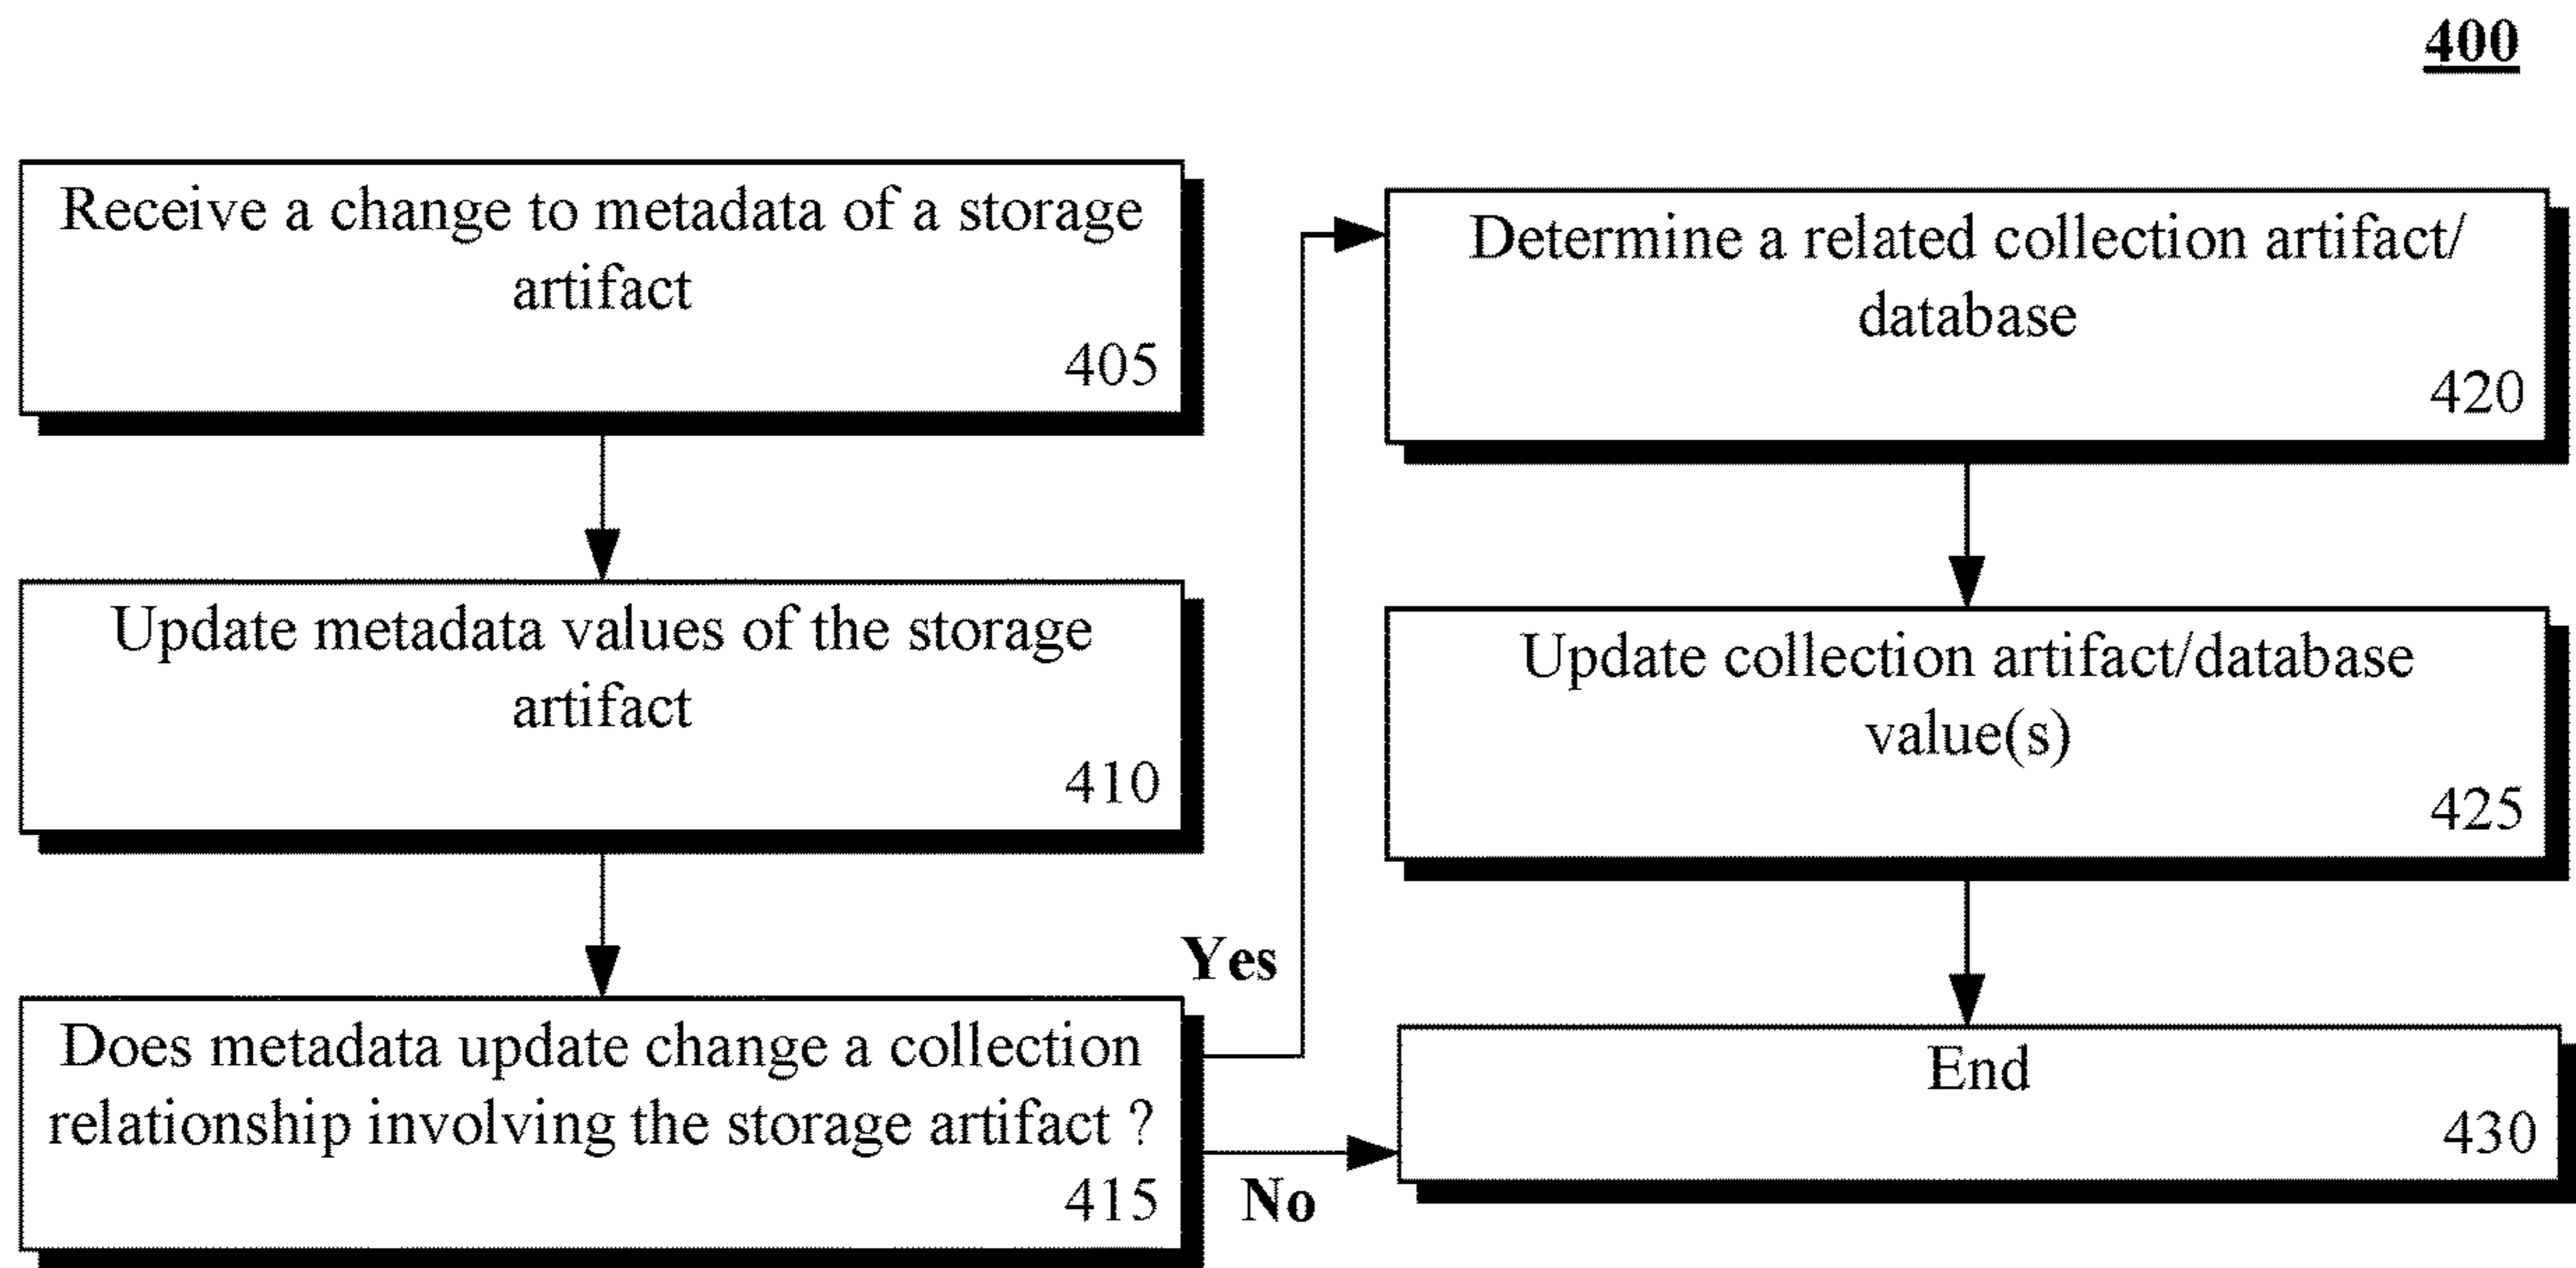 400
Receive a change to metadata of a storage
artifact
405
Update metadata values of the storage
artifact
410
Does metadata update change a collection
relationship involving the storage artifact ?
415
Yes
No
Determine a related collection artifact/
database
420
Update collection artifact/database
value(s)
425
End
430